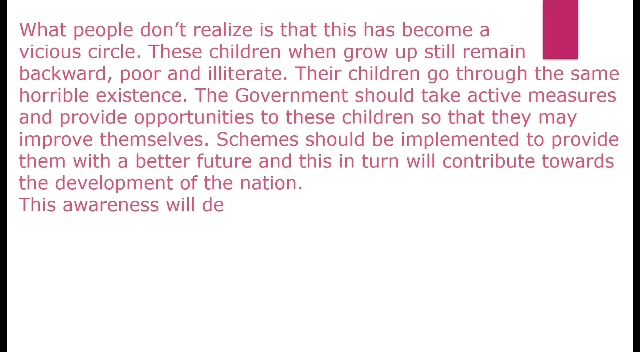 What people don’t realize is that this has become a
vicious circle. These children when grow up still remain
backward, poor and illiterate. Their children go through the same
horrible existence. The Government should take active measures
and provide opportunities to these children so that they may
improve themselves. Schemes should be implemented to provide
them with a better future and this in turn will contribute towards
the development of the nation.
This awareness will de